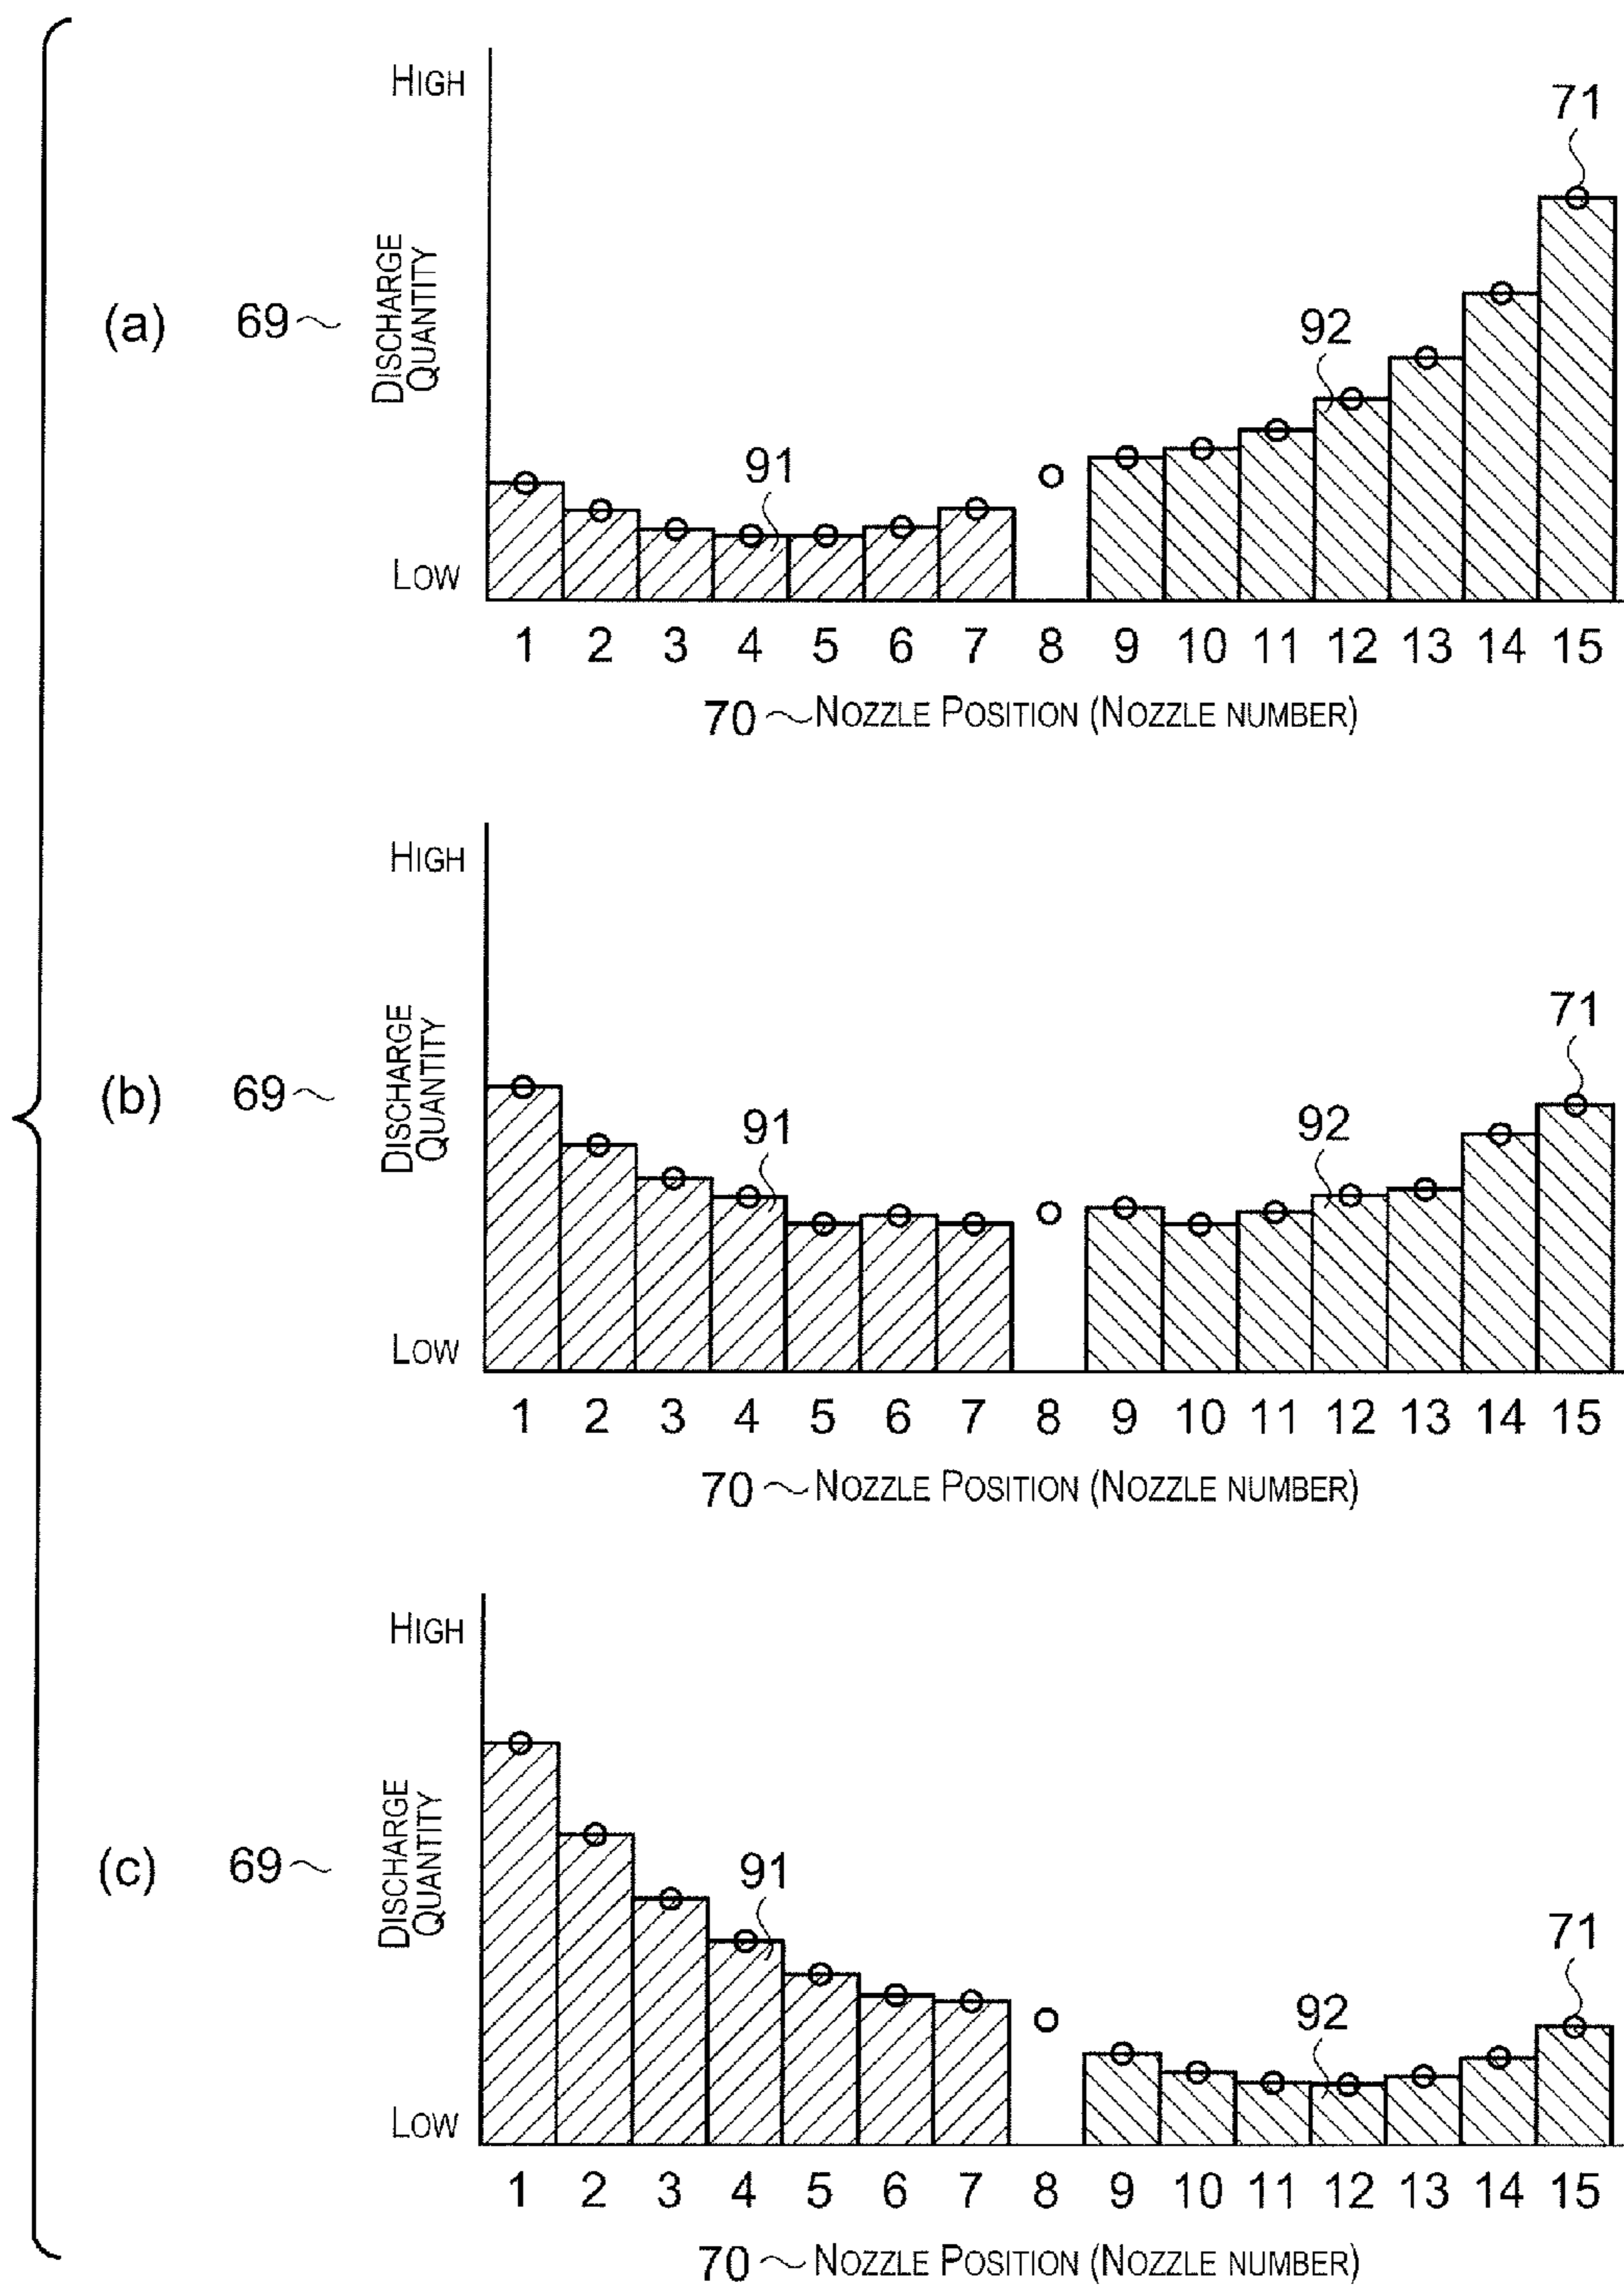 (a)
69
DISCHARGE
QUANTITY
HIGH
LOW
71
92
91
1 2 3 4 5 6 7 8 9 10 11 12 13 14 15
70 NOZZLE POSITION (NOZZLE NUMBER)
(b)
69
DISCHARGE
QUANTITY
HIGH
LOW
71
91
92
1 2 3 4 5 6 7 8 9 10 11 12 13 14 15
70 NOZZLE POSITION (NOZZLE NUMBER)
(c)
69
DISCHARGE
QUANTITY
HIGH
LOW
91
71
92
1 2 3 4 5 6 7 8 9 10 11 12 13 14 15
70 NOZZLE POSITION (NOZZLE NUMBER)